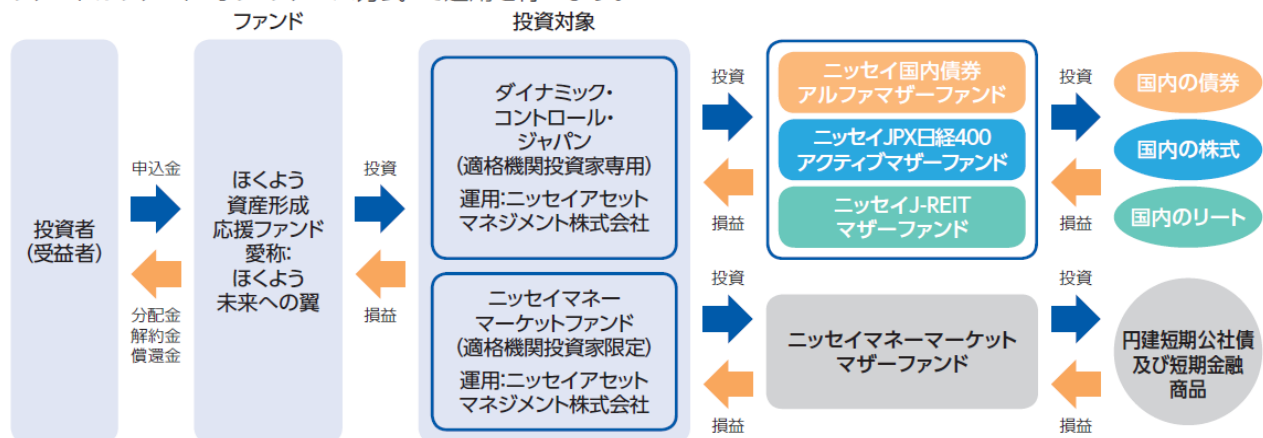 ファンド
投資対象
投資者
(受益者)
申込金
分配金
解約金
償還金
ほくよう
資産形成
応援ファンド
愛称:
ほくよう
未来への翼
投資
損益
ダイナミック・
コントロール・
ジャパン
(適格機関投資家専用)
運用:ニッセイアセット
マネジメント株式会社
投資
損益
ニッセイ国内債券
アルファマザーファンド
ニッセイJPX日経400
アクティブマザーファンド
ニッセイJ-REIT
マザーファンド
投資
損益
国内の債券
国内の株式
国内のリート
ニッセイマネー
マーケットファンド
(適格機関投資家限定)
運用:ニッセイアセット
マネジメント株式会社
投資
損益
ニッセイマネーマーケット
マザーファンド
投資
損益
円建短期公社債
及び短期金融
商品